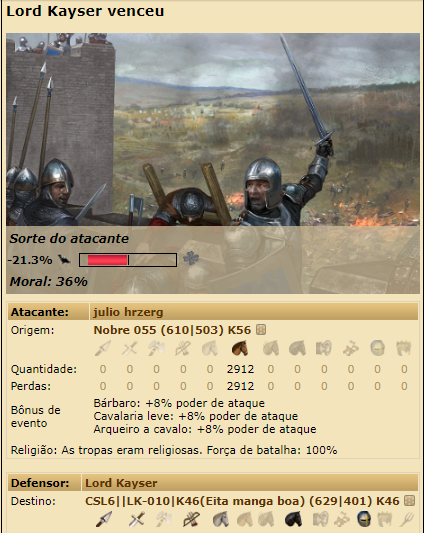 Lord Kayser venceu
Sorte do atacante
-21.3%
Moral: 36%
Atacante: julio hrzerg
Origem: Nobre 055 (610|503) K56
Quantidade: 0 0 0 0 0 2912 0 0 0 0 0 0
Perdas: 0 0 0 0 0 2912 0 0 0 0 0 0
Bônus de evento
Bárbaro: +8% poder de ataque
Cavalaria leve: +8% poder de ataque
Arqueiro a cavalo: +8% poder de ataque
Religião: As tropas eram religiosas. Força de batalha: 100%
Defensor: Lord Kayser
Destino: CSL6||LK-010|K46(Eita manga boa) (629|401) K46